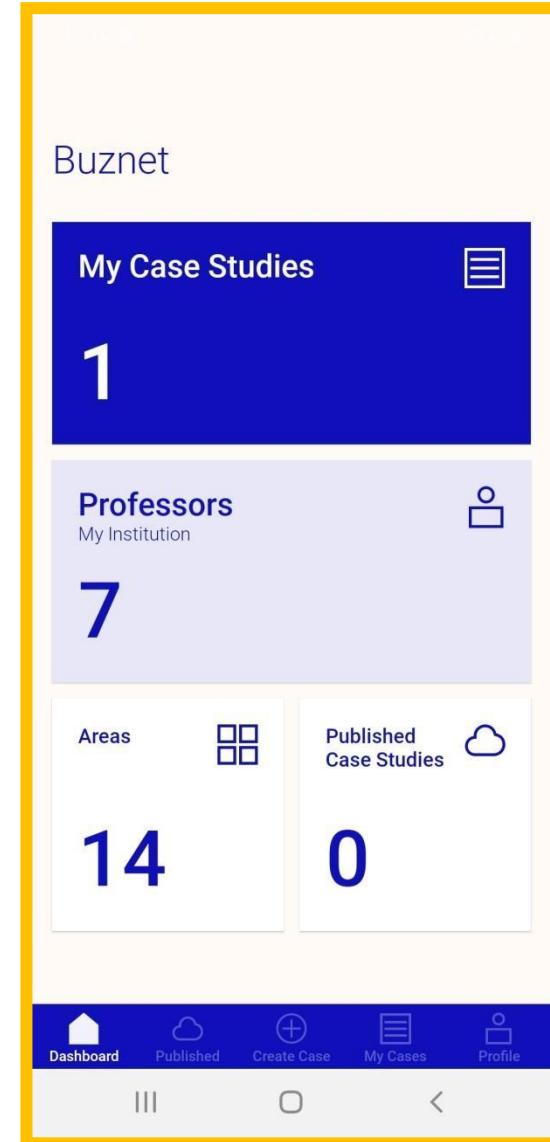 Buznet
My Case Studies
1
Professors
My Institution
7
Areas
14
Published
Case Studies
0
Dashboard
Published
Create Case
My Cases
Profile